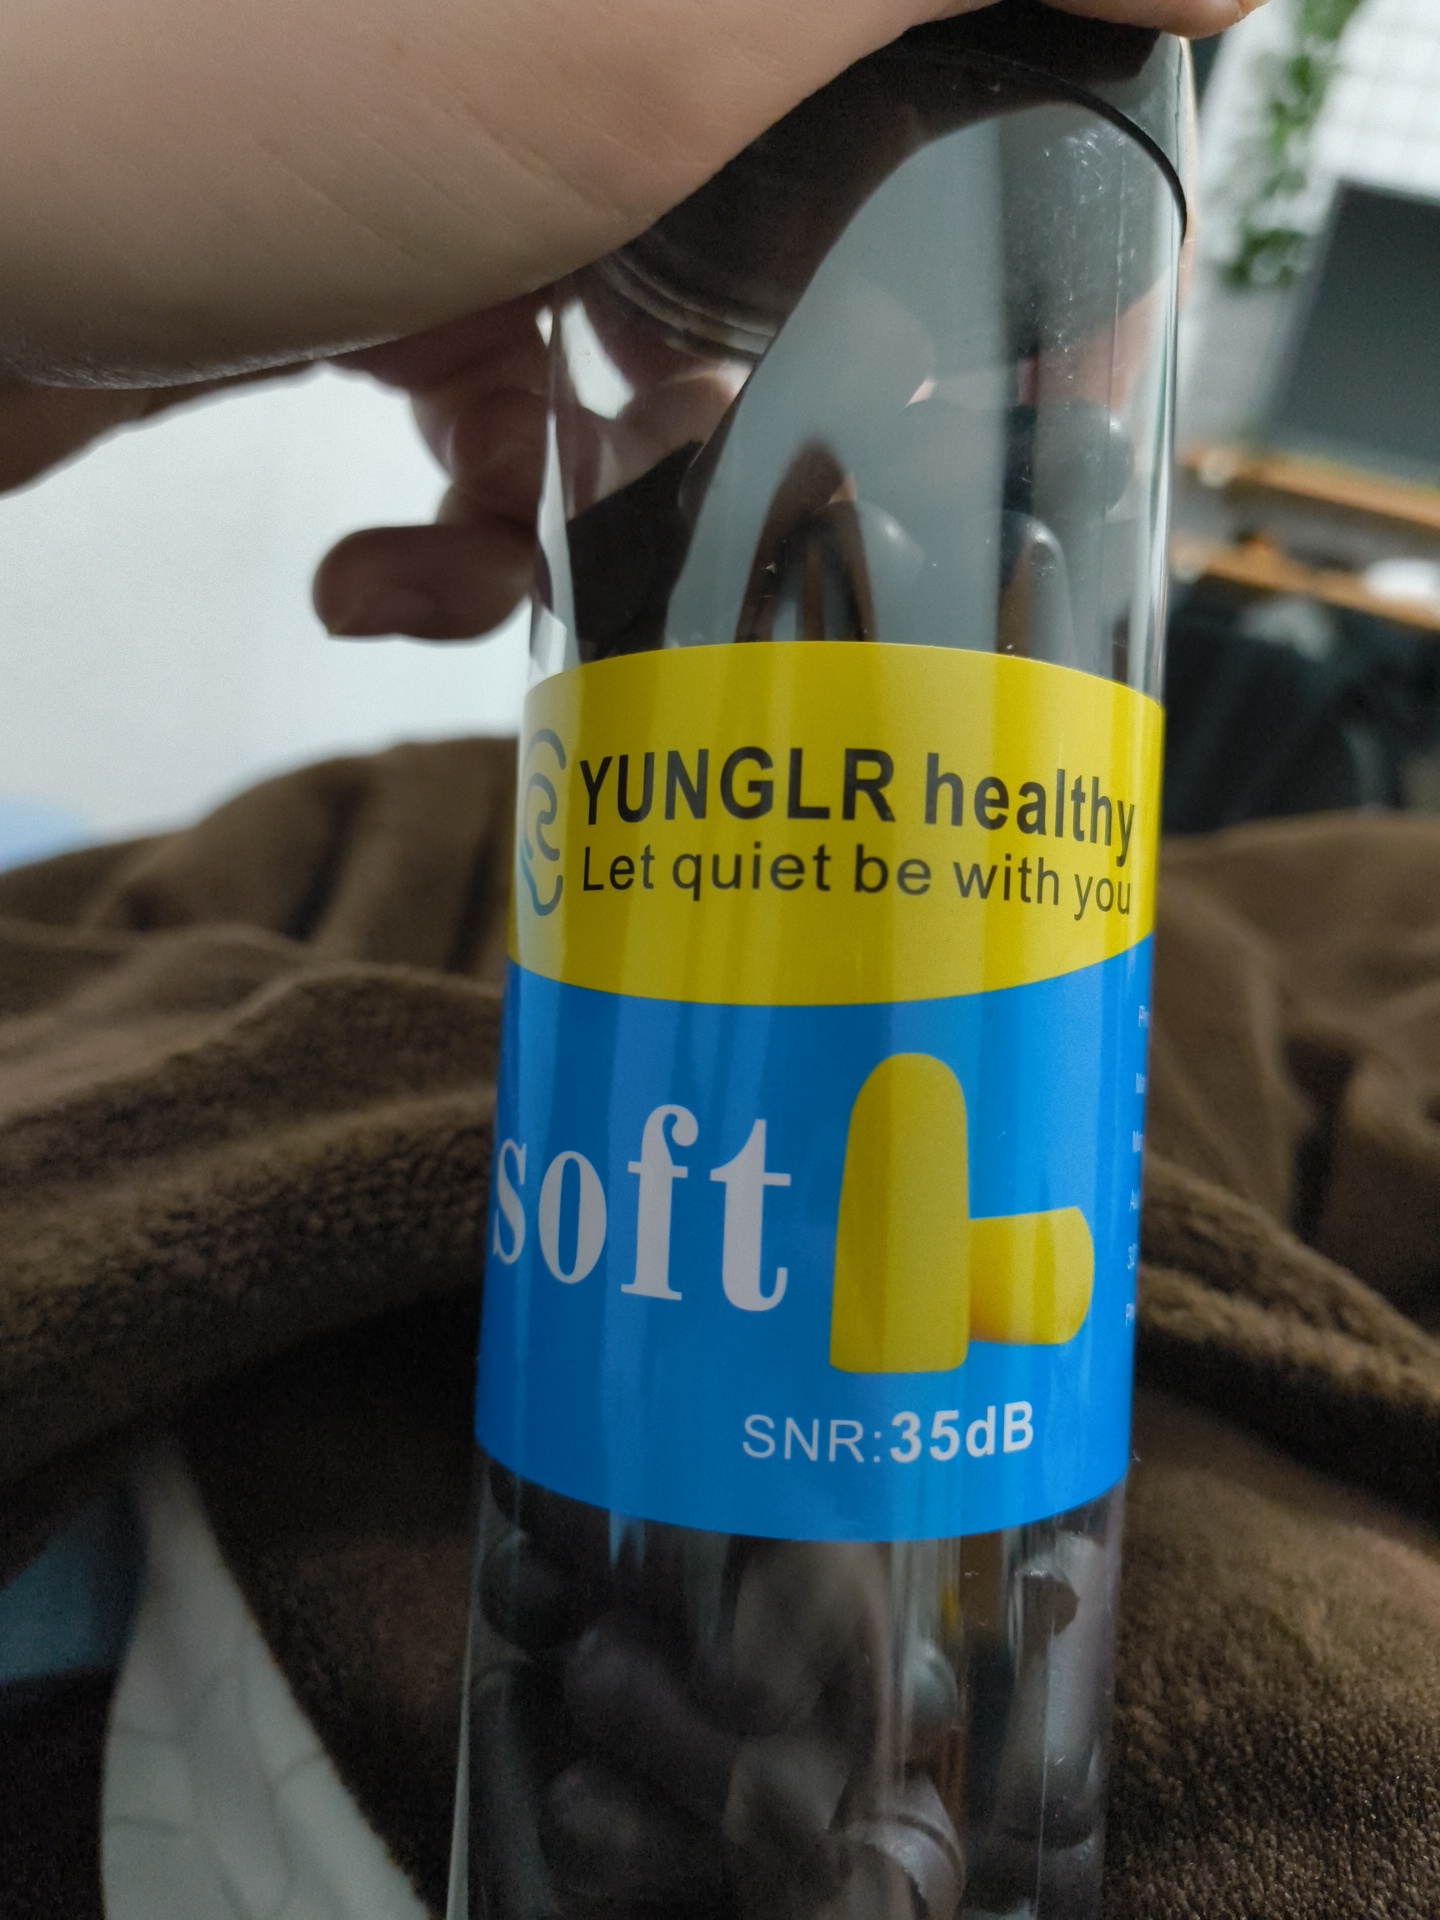 YUNGLR healthy
Let quiet be with you
soft
SNR:35dB